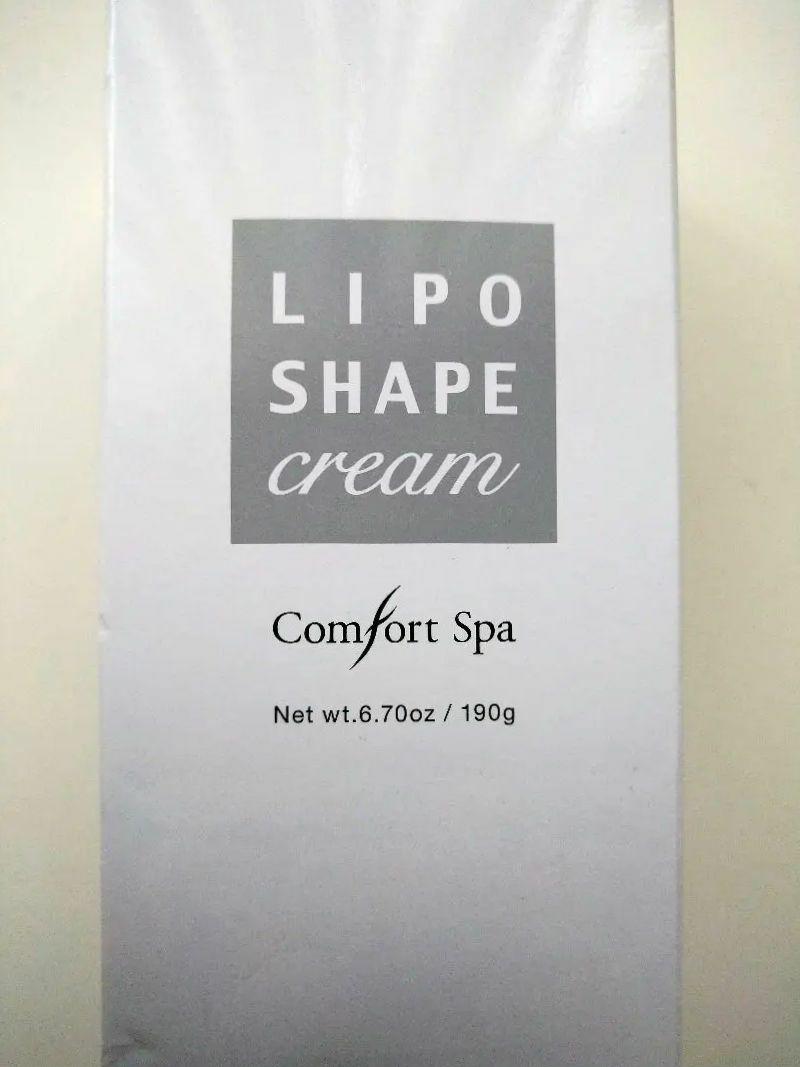 LIPO
SHAPE
cream
Comfort Spa
Net wt.6.70oz / 190g